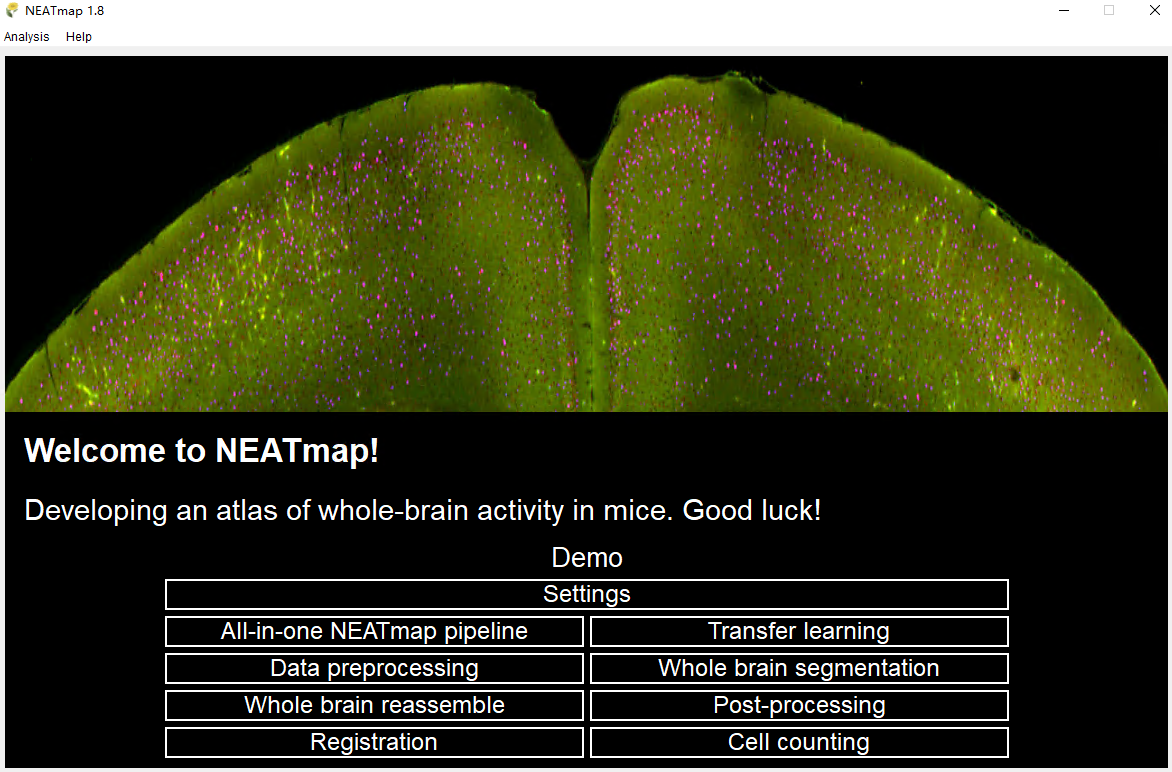 NEATmap 1.8
Analysis Help
Welcome to NEATmap!
Developing an atlas of whole-brain activity in mice. Good luck!
Demo
Settings
All-in-one NEATmap pipeline Transfer learning
Data preprocessing Whole brain segmentation
Whole brain reassemble Post-processing
Registration Cell counting